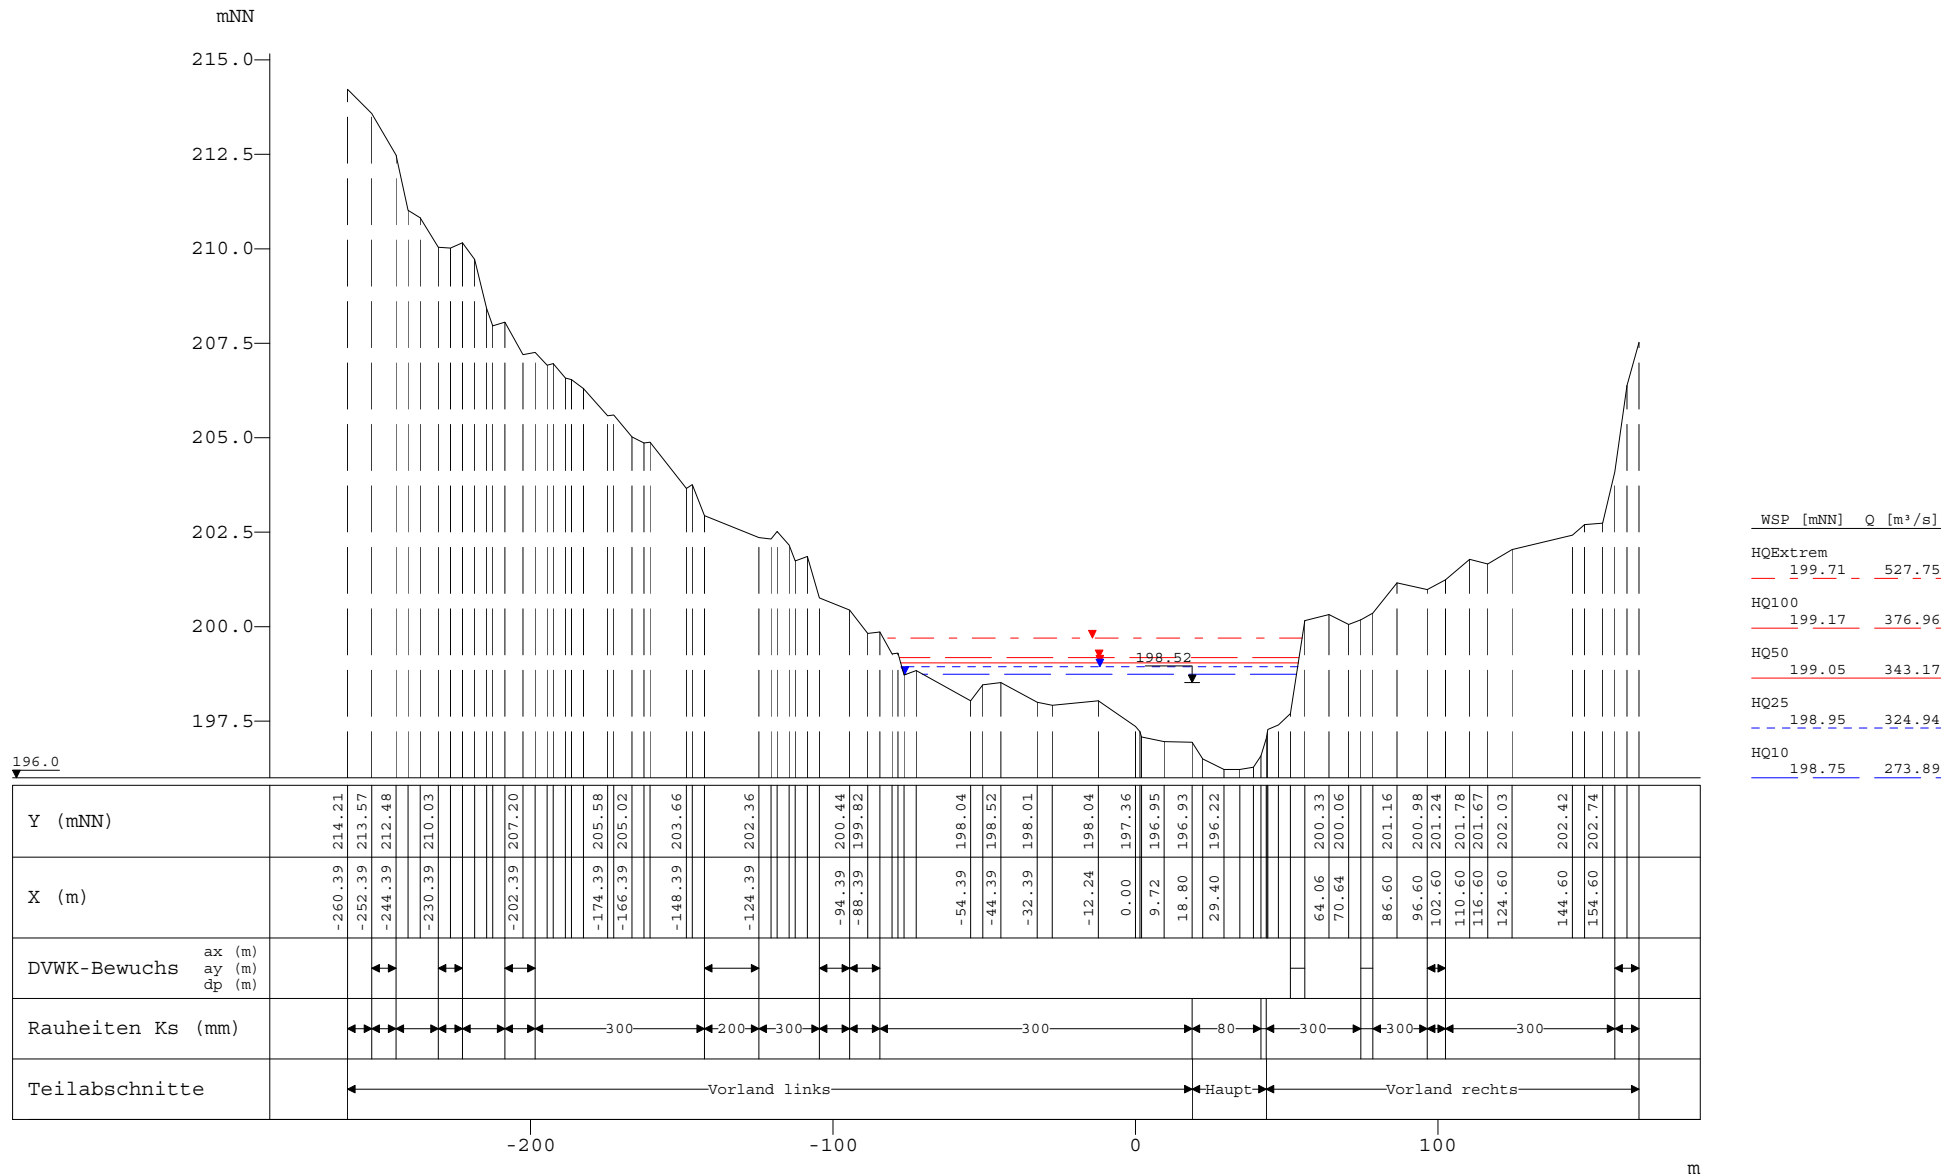 mNN
215.0
212.5
210.0
207.5
205.0
202.5
200.0
197.5
198.52
196.0
WSP [mNN] Q [m³/s]
HQExtrem
199.71 527.75
HQ100
199.17 376.96
HQ50
199.05 343.17
HQ25
198.95 324.94
HQ10
198.75 273.89
Y (mNN) 214.21 213.57 212.48 210.03 207.20 205.58 205.02 203.66 202.36 200.44 199.82 198.04 198.52 198.01 198.04 197.36 196.95 196.93 196.22 200.33 200.06 201.16 200.98 201.24 201.78 201.67 202.03 202.42 202.74
X (m) -260.39 -252.39 -244.39 -230.39 -202.39 -174.39 -166.39 -148.39 -124.39 -94.39 -88.39 -54.39 -44.39 -32.39 -12.24 0.00 9.72 18.80 29.40 64.06 70.64 86.60 96.60 102.60 110.60 116.60 124.60 144.60 154.60
DVWK-Bewuchs
ax (m)
ay (m)
dp (m)
Rauheiten Ks (mm) 300 200 300 300 80 300 300 300
Teilabschnitte Vorland links Haupt Vorland rechts
-200 -100 0 100
m